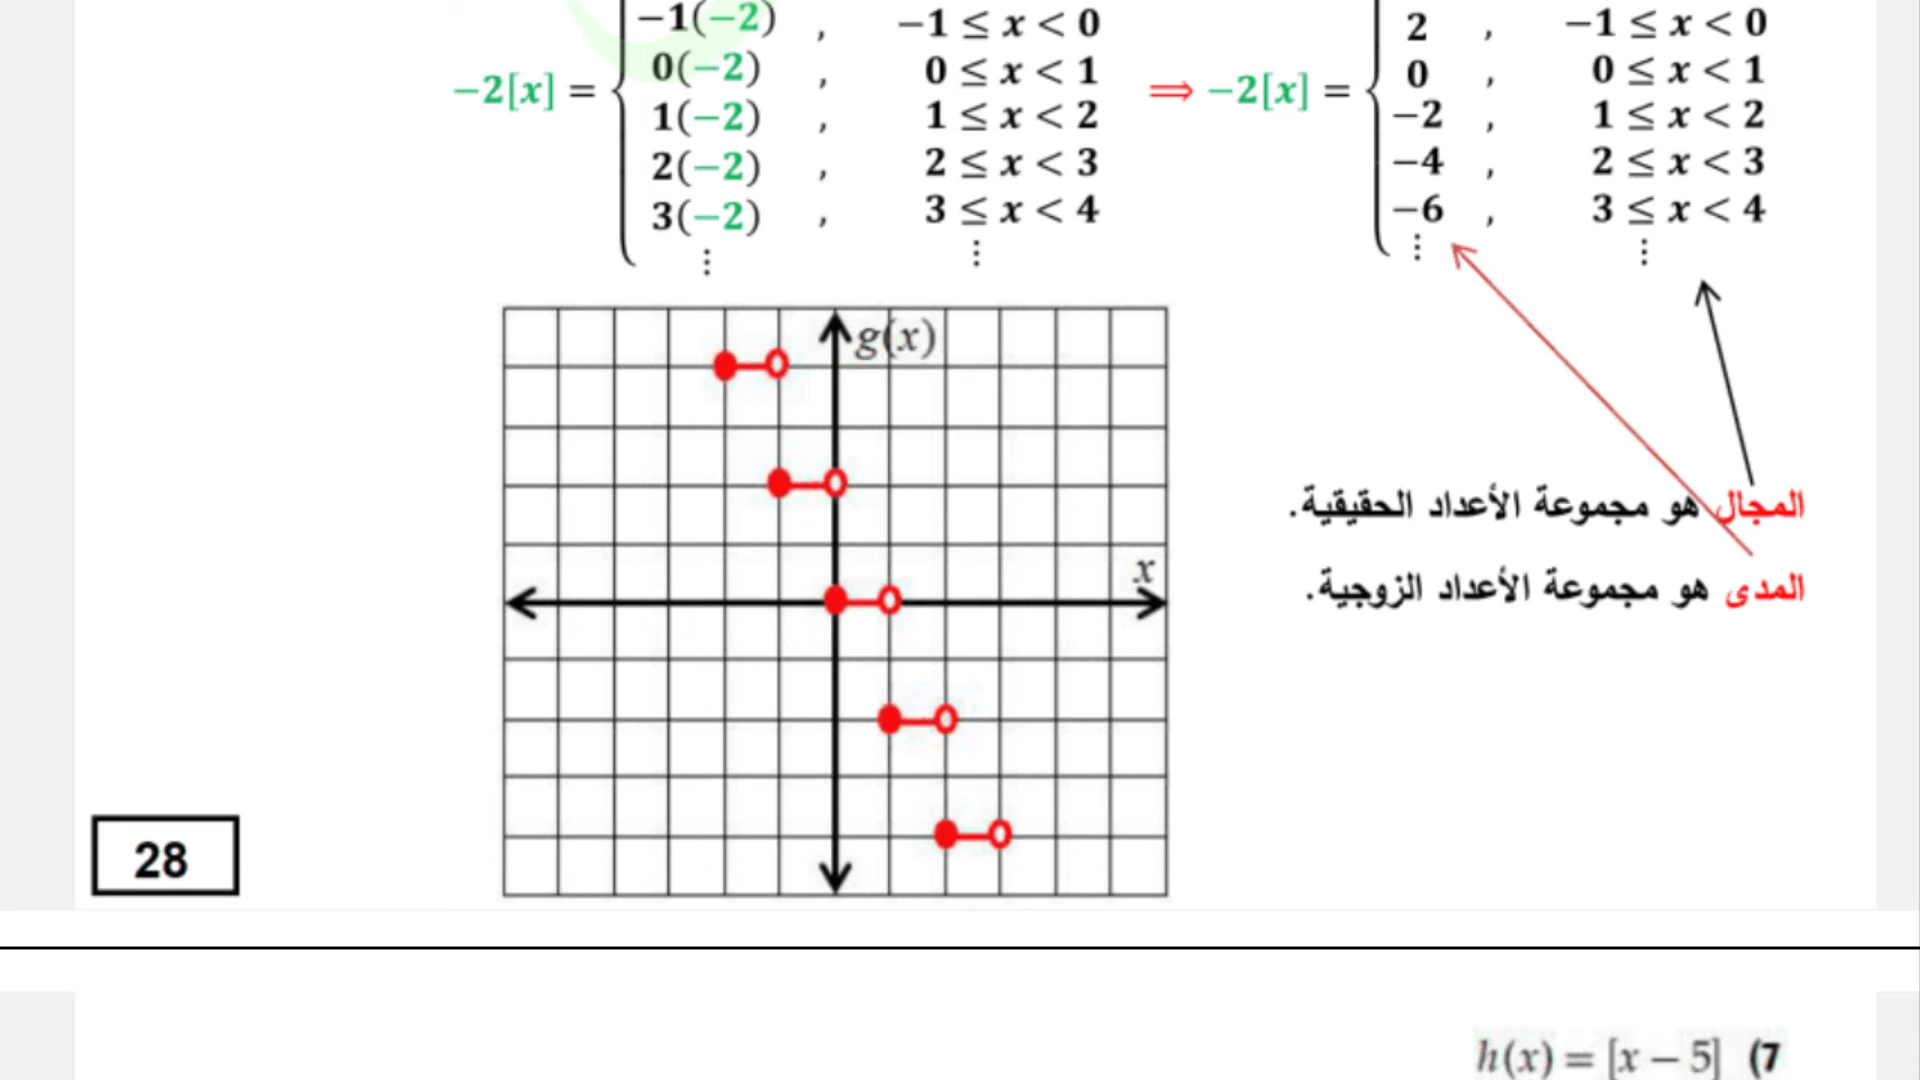 −1(−2) , −1 ≤ x < 0
0(−2) , 0 ≤ x < 1
−2[x] = 1(−2) , 1 ≤ x < 2
2(−2) , 2 ≤ x < 3
3(−2) , 3 ≤ x < 4
⋮ ⋮
2 , −1 ≤ x < 0
0 , 0 ≤ x < 1
⟹ −2[x] = −2 , 1 ≤ x < 2
−4 , 2 ≤ x < 3
−6 , 3 ≤ x < 4
⋮ ⋮
g(x)
x
المجال هو مجموعة الأعداد الحقيقية.
المدى هو مجموعة الأعداد الزوجية.
28
h(x) = [x − 5] (7